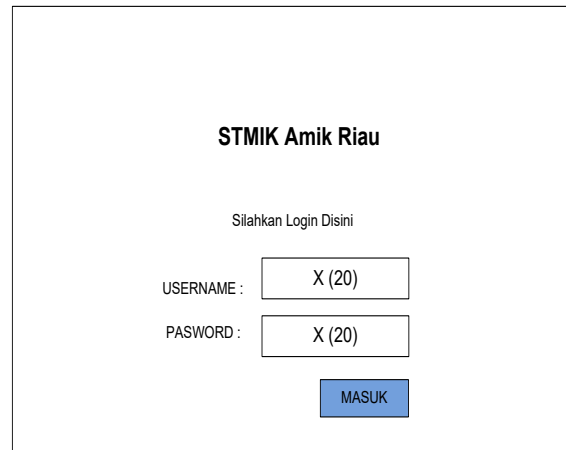 STMIK Amik Riau
Silahkan Login Disini
USERNAME : X (20)
PASWORD : X (20)
MASUK